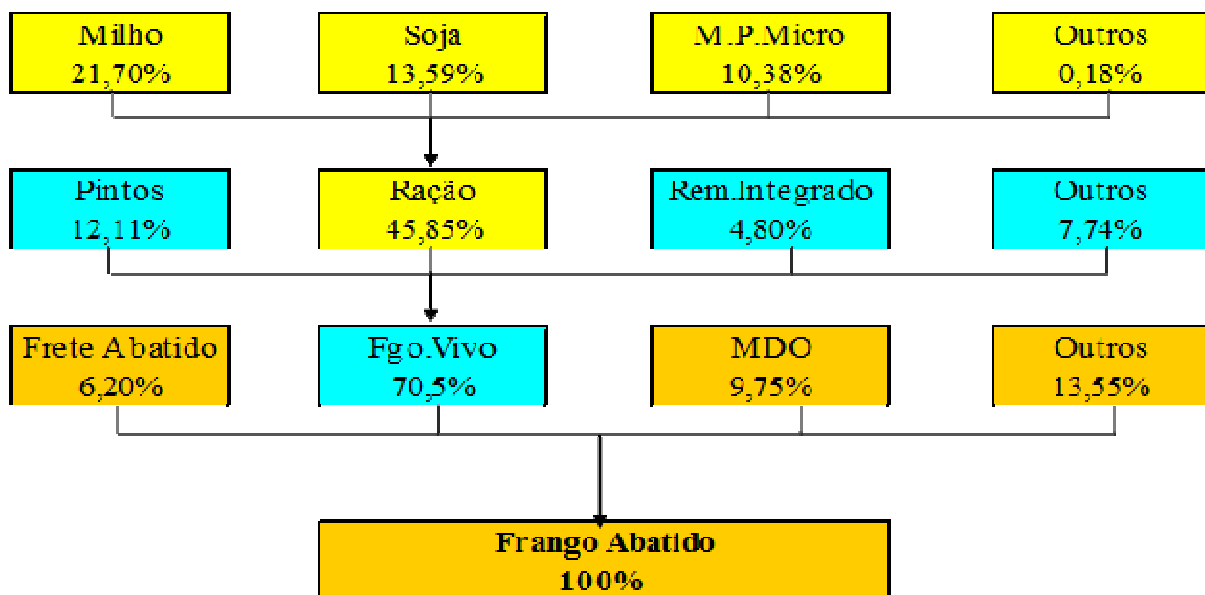 Milho
21,70%
Soja
13,59%
M.P.Micro
10,38%
Outros
0,18%
Pintos
12,11%
Ração
45,85%
Rem.Integrado
4,80%
Outros
7,74%
Frete Abatido
6,20%
Fgo.Vivo
70,5%
MDO
9,75%
Outros
13,55%
Frango Abatido
100%